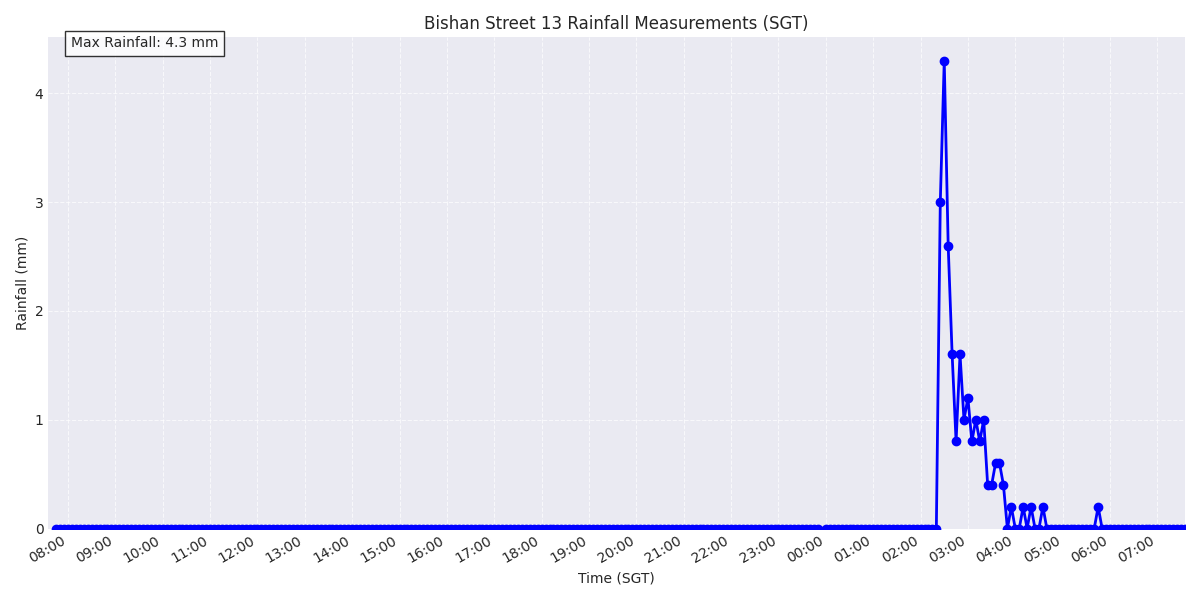 Bishan Street 13 Rainfall Measurements (SGT)
Max Rainfall: 4.3 mm
Rainfall (mm)
4
3
2
1
0
08:00 09:00 10:00 11:00 12:00 13:00 14:00 15:00 16:00 17:00 18:00 19:00 20:00 21:00 22:00 23:00 00:00 01:00 02:00 03:00 04:00 05:00 06:00 07:00
Time (SGT)